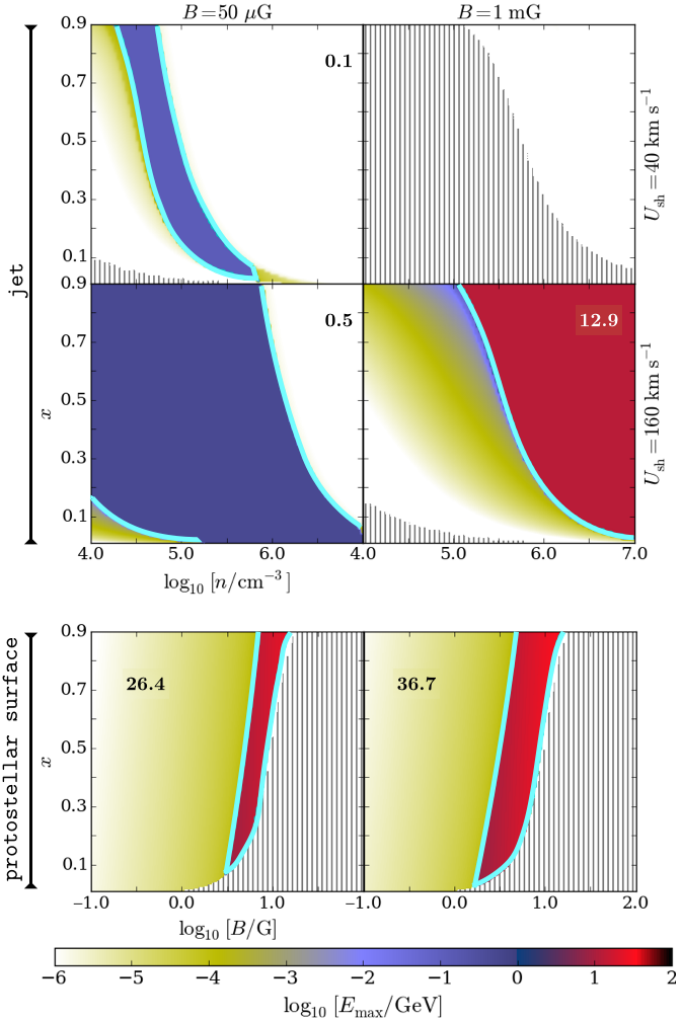 B=50 μG
B=1 mG
0.9
0.7
0.5
0.3
0.1
0.1
U_sh=40 km s⁻¹
jet
0.9
0.7
0.5
0.3
0.1
x
0.5
12.9
U_sh=160 km s⁻¹
4.0 5.0 6.0 4.0 5.0 6.0 7.0
log₁₀ [n/cm⁻³]
protostellar surface
0.9
0.7
0.5
0.3
0.1
x
26.4
36.7
−1.0 0.0 1.0 −1.0 0.0 1.0 2.0
log₁₀ [B/G]
−6 −5 −4 −3 −2 −1 0 1 2
log₁₀ [E_max/GeV]